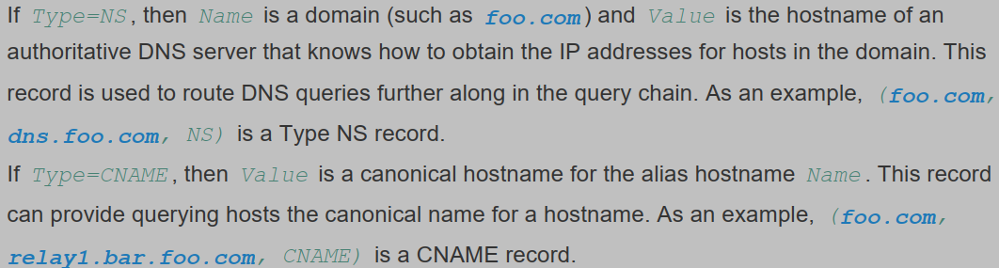 If Type=NS, then Name is a domain (such as foo.com) and Value is the hostname of an
authoritative DNS server that knows how to obtain the IP addresses for hosts in the domain. This
record is used to route DNS queries further along in the query chain. As an example, (foo.com,
dns.foo.com, NS) is a Type NS record.
If Type=CNAME, then Value is a canonical hostname for the alias hostname Name. This record
can provide querying hosts the canonical name for a hostname. As an example, (foo.com,
relay1.bar.foo.com, CNAME) is a CNAME record.